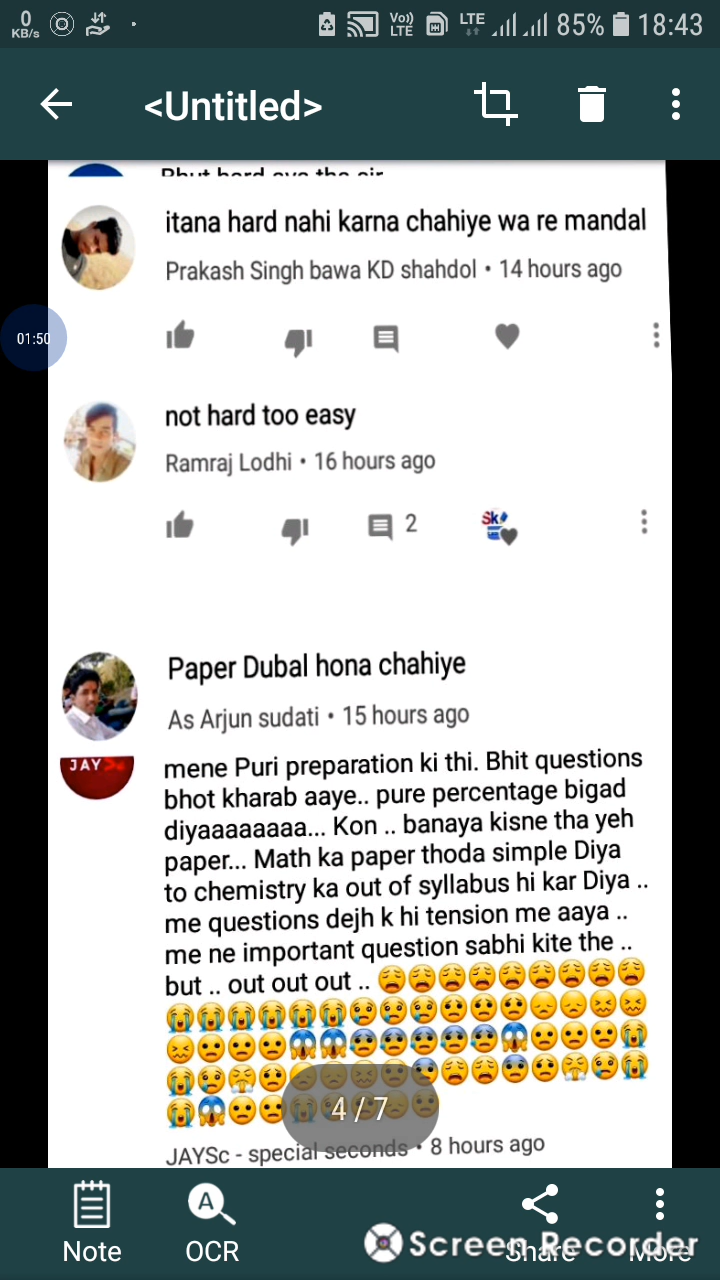 0 KB/s Vo) LTE LTE 85% 18:43
<Untitled>
Bhut hard aya tha sir
itana hard nahi karna chahiye wa re mandal
Prakash Singh bawa KD shahdol • 14 hours ago
01:50
not hard too easy
Ramraj Lodhi • 16 hours ago
2
Sk
Paper Dubal hona chahiye
As Arjun sudati • 15 hours ago
JAYSc
mene Puri preparation ki thi. Bhit questions
bhot kharab aaye.. pure percentage bigad
diyaaaaaaaa... Kon .. banaya kisne tha yeh
paper... Math ka paper thoda simple Diya
to chemistry ka out of syllabus hi kar Diya ..
me questions dejh k hi tension me aaya ..
me ne important question sabhi kite the ..
but .. out out out ..
4 / 7
JAYSc - special seconds • 8 hours ago
Note OCR Share More
Screen Recorder